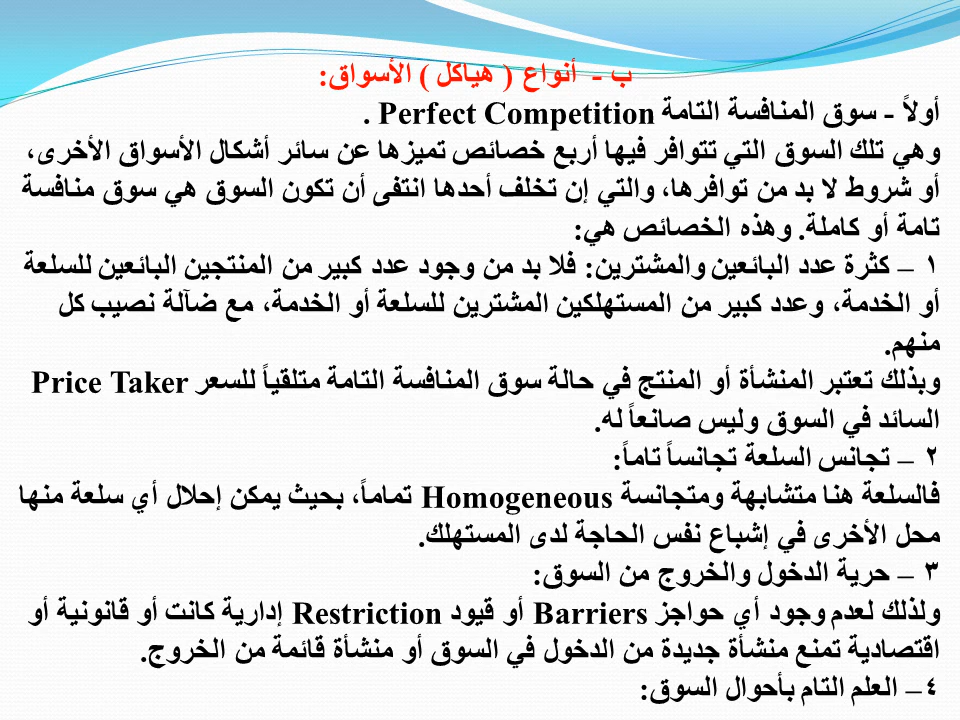 ب - أنواع ( هياكل ) الأسواق:
أولاً - سوق المنافسة التامة Perfect Competition .
وهي تلك السوق التي تتوافر فيها أربع خصائص تميزها عن سائر أشكال الأسواق الأخرى،
أو شروط لا بد من توافرها، والتي إن تخلف أحدها انتفى أن تكون السوق هي سوق منافسة
تامة أو كاملة. وهذه الخصائص هي:
١ – كثرة عدد البائعين والمشترين: فلا بد من وجود عدد كبير من المنتجين البائعين للسلعة
أو الخدمة، وعدد كبير من المستهلكين المشترين للسلعة أو الخدمة، مع ضآلة نصيب كل
منهم.
وبذلك تعتبر المنشأة أو المنتج في حالة سوق المنافسة التامة متلقياً للسعر Price Taker
السائد في السوق وليس صانعاً له.
٢ – تجانس السلعة تجانساً تاماً:
فالسلعة هنا متشابهة ومتجانسة Homogeneous تماماً، بحيث يمكن إحلال أي سلعة منها
محل الأخرى في إشباع نفس الحاجة لدى المستهلك.
٣ – حرية الدخول والخروج من السوق:
ولذلك لعدم وجود أي حواجز Barriers أو قيود Restriction إدارية كانت أو قانونية أو
اقتصادية تمنع منشأة جديدة من الدخول في السوق أو منشأة قائمة من الخروج.
٤– العلم التام بأحوال السوق: